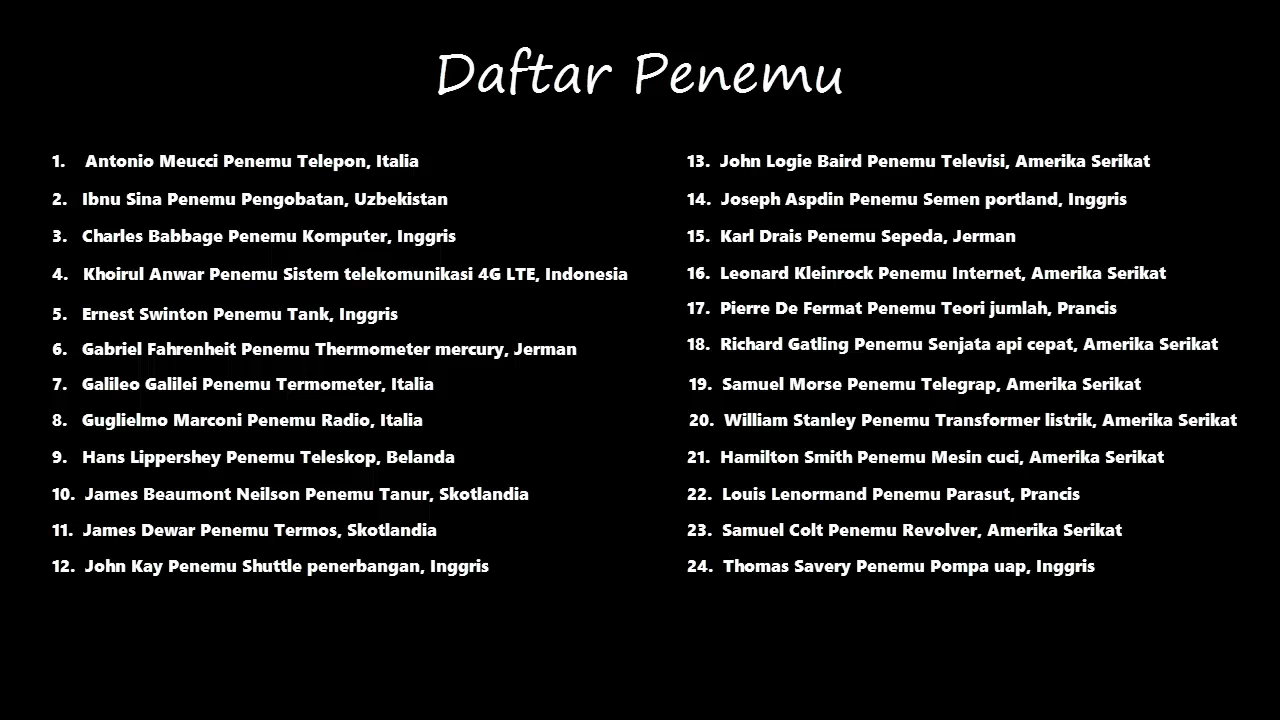 Daftar Penemu
1. Antonio Meucci Penemu Telepon, Italia
2. Ibnu Sina Penemu Pengobatan, Uzbekistan
3. Charles Babbage Penemu Komputer, Inggris
4. Khoirul Anwar Penemu Sistem telekomunikasi 4G LTE, Indonesia
5. Ernest Swinton Penemu Tank, Inggris
6. Gabriel Fahrenheit Penemu Thermometer mercury, Jerman
7. Galileo Galilei Penemu Termometer, Italia
8. Guglielmo Marconi Penemu Radio, Italia
9. Hans Lippershey Penemu Teleskop, Belanda
10. James Beaumont Neilson Penemu Tanur, Skotlandia
11. James Dewar Penemu Termos, Skotlandia
12. John Kay Penemu Shuttle penerbangan, Inggris
13. John Logie Baird Penemu Televisi, Amerika Serikat
14. Joseph Aspdin Penemu Semen portland, Inggris
15. Karl Drais Penemu Sepeda, Jerman
16. Leonard Kleinrock Penemu Internet, Amerika Serikat
17. Pierre De Fermat Penemu Teori jumlah, Prancis
18. Richard Gatling Penemu Senjata api cepat, Amerika Serikat
19. Samuel Morse Penemu Telegrap, Amerika Serikat
20. William Stanley Penemu Transformer listrik, Amerika Serikat
21. Hamilton Smith Penemu Mesin cuci, Amerika Serikat
22. Louis Lenormand Penemu Parasut, Prancis
23. Samuel Colt Penemu Revolver, Amerika Serikat
24. Thomas Savery Penemu Pompa uap, Inggris